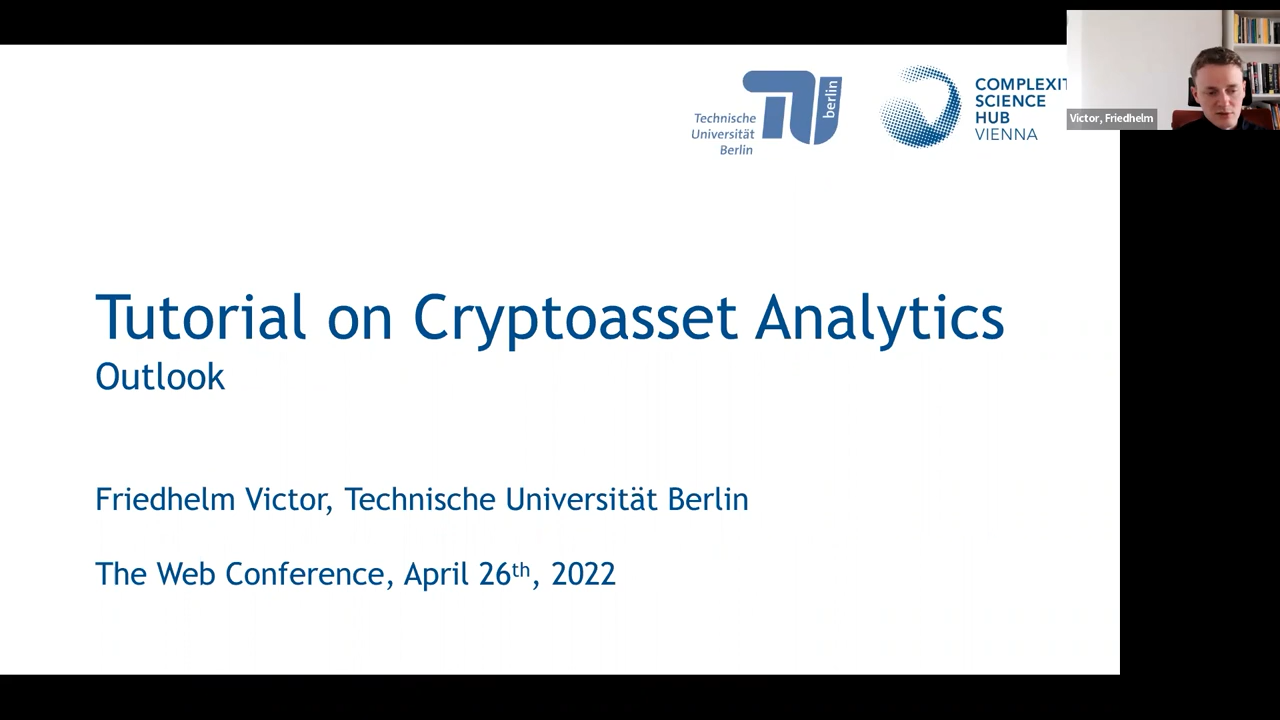 Technische
Universität
Berlin
berlin
COMPLEXIT
SCIENCE
HUB
VIENNA
Victor, Friedhelm
Tutorial on Cryptoasset Analytics
Outlook
Friedhelm Victor, Technische Universität Berlin
The Web Conference, April 26th, 2022